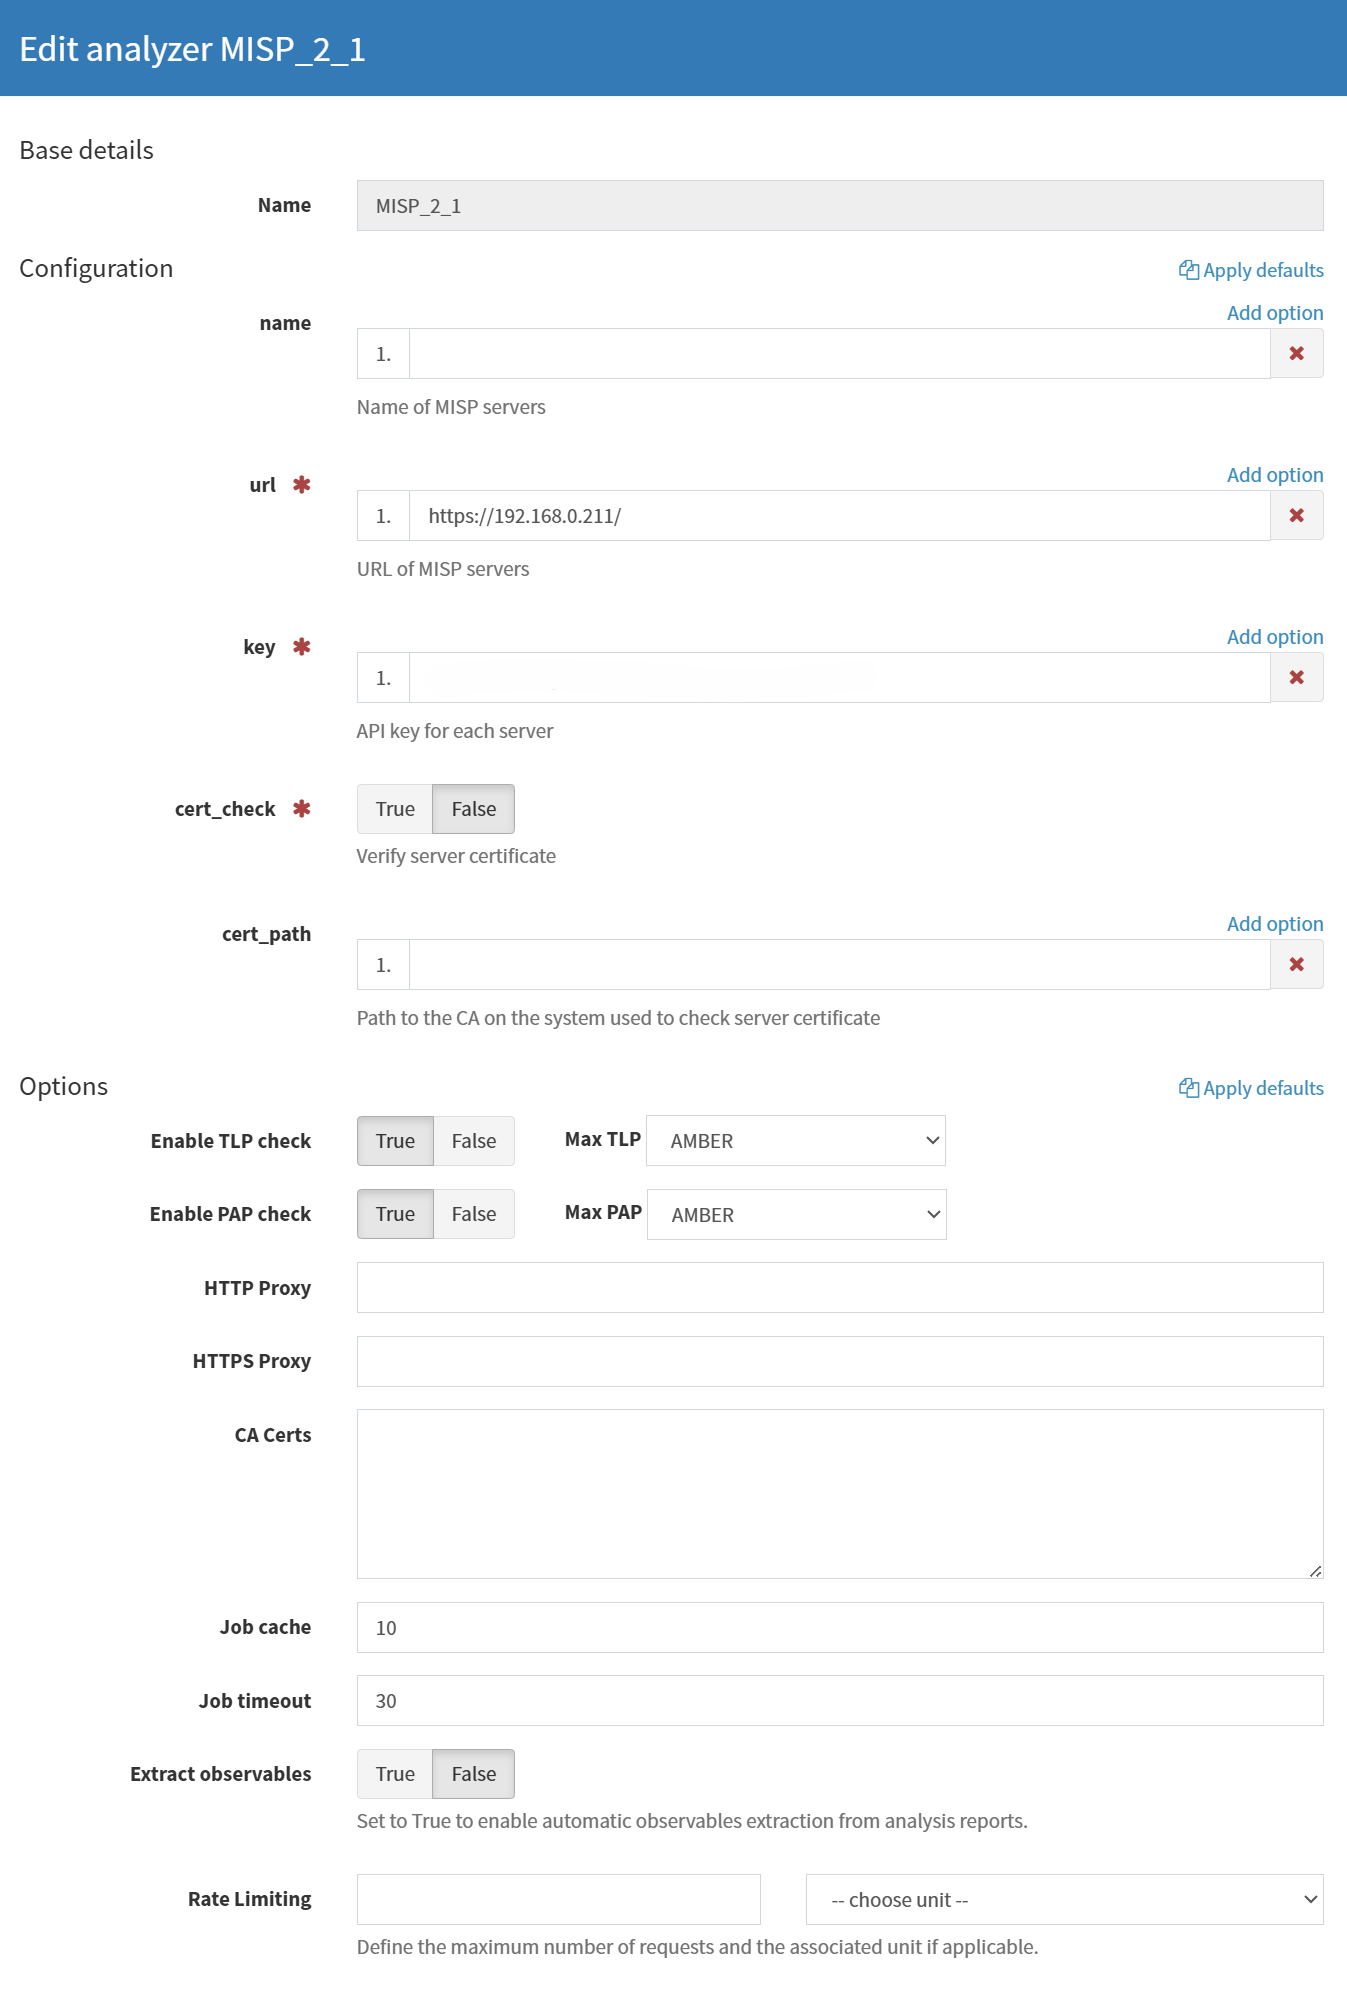 Edit analyzer MISP_2_1
Base details
Name MISP_2_1
Configuration Apply defaults
name Add option
1.
Name of MISP servers
url * Add option
1. https://192.168.0.211/
URL of MISP servers
key * Add option
1.
API key for each server
cert_check * True False
Verify server certificate
cert_path Add option
1.
Path to the CA on the system used to check server certificate
Options Apply defaults
Enable TLP check True False Max TLP AMBER
Enable PAP check True False Max PAP AMBER
HTTP Proxy
HTTPS Proxy
CA Certs
Job cache 10
Job timeout 30
Extract observables True False
Set to True to enable automatic observables extraction from analysis reports.
Rate Limiting -- choose unit --
Define the maximum number of requests and the associated unit if applicable.